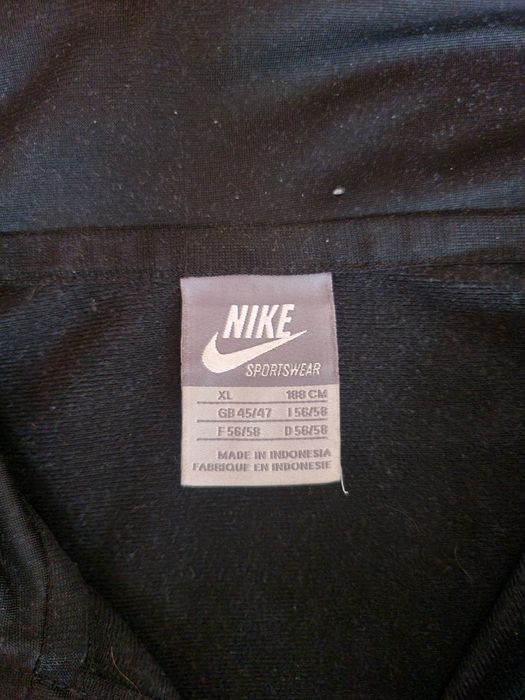 NIKE
SPORTSWEAR
XL 188 CM
GB 45/47 I 56/58
F 56/58 D 56/58
MADE IN INDONESIA
FABRIQUE EN INDONESIE